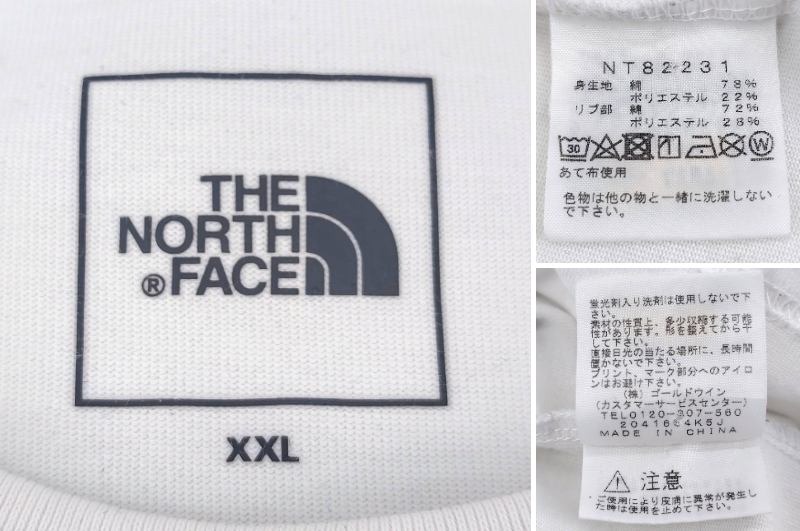 THE
NORTH
® FACE
XXL
NT82231
身生地 綿 78%
ポリエステル 22%
リブ部 綿 72%
ポリエステル 28%
30 W
あて布使用
色物は他の物と一緒に洗濯しない
で下さい。
蛍光剤入り洗剤は使用しないで下
さい。
素材の性質上、多少収縮する可能
性があります。形を整えてから干
して下さい。
直接日光の当たる場所に、長時間
置かないで下さい。
プリント、マーク部分へのアイロ
ンはお避け下さい。
(株)ゴールドウイン
(カスタマーサービスセンター)
TEL0120-307-560
MADE IN CHINA
注意
ご使用により皮膚に異常が発生し
た時は使用を止めて下さい。